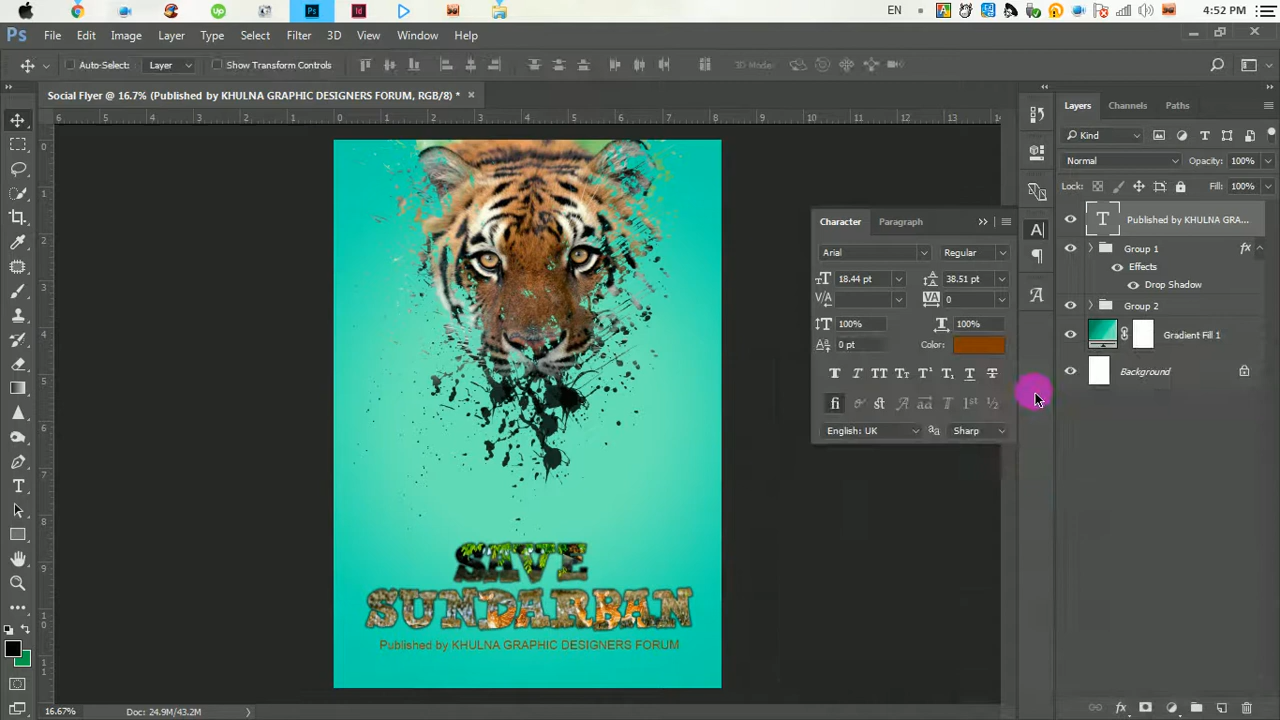 EN
4:52 PM
Ps File Edit Image Layer Type Select Filter 3D View Window Help
Auto-Select: Layer Show Transform Controls 3D Mode:
Social Flyer @ 16.7% (Published by KHULNA GRAPHIC DESIGNERS FORUM, RGB/8) *
Layers Channels Paths
Kind
Normal Opacity: 100%
Lock: Fill: 100%
T Published by KHULNA GRA...
Group 1 fx
Effects
Drop Shadow
Group 2
Gradient Fill 1
Background
Character Paragraph
Arial Regular
18.44 pt 38.51 pt
0
100% 100%
0 pt Color:
English: UK Sharp
SAVE
SUNDARBAN
Published by KHULNA GRAPHIC DESIGNERS FORUM
16.67% Doc: 24.9M/43.2M